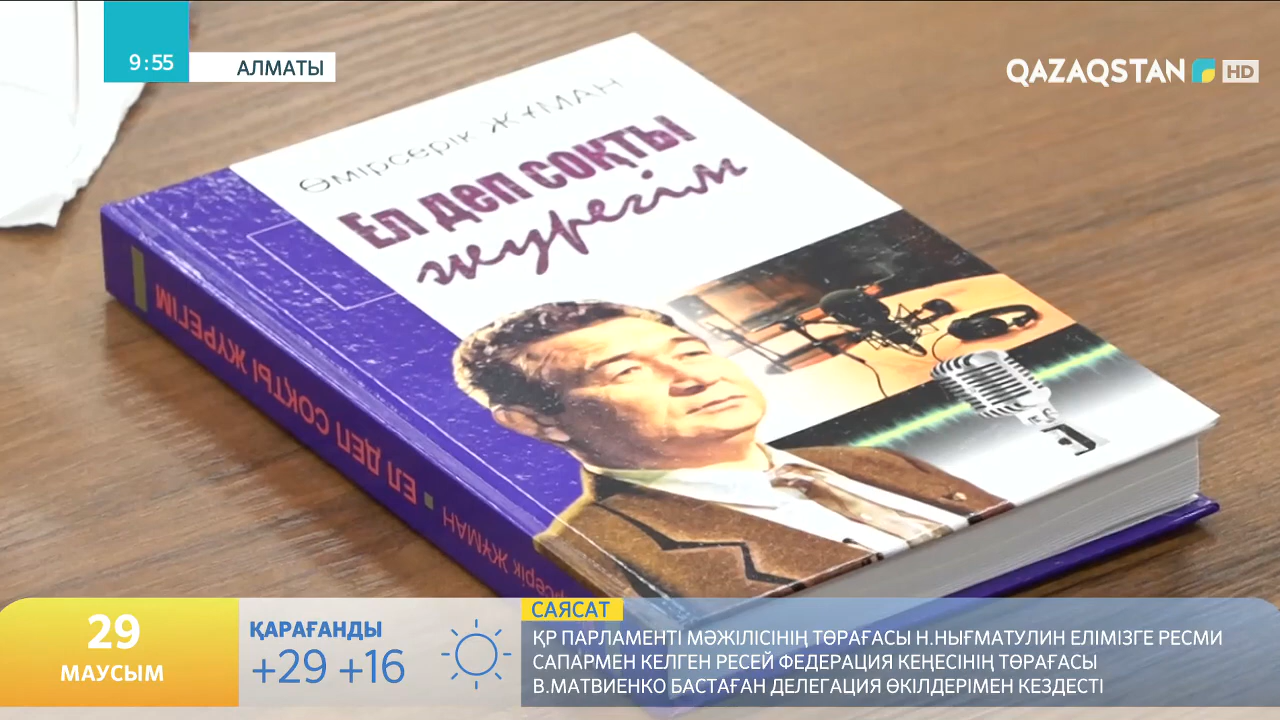 9:55
АЛМАТЫ
QAZAQSTAN HD
Өмірсерік ЖҰМАН
Ел деп соқты
жүрегім
ЕЛ ДЕП СОҚТЫ ЖҮРЕГІМ
ЖҰМАН
29
МАУСЫМ
ҚАРАҒАНДЫ
+29 +16
САЯСАТ
ҚР ПАРЛАМЕНТІ МӘЖІЛІСІНІҢ ТӨРАҒАСЫ Н.НЫҒМАТУЛИН ЕЛІМІЗГЕ РЕСМИ
САПАРМЕН КЕЛГЕН РЕСЕЙ ФЕДЕРАЦИЯ КЕҢЕСІНІҢ ТӨРАҒАСЫ
В.МАТВИЕНКО БАСТАҒАН ДЕЛЕГАЦИЯ ӨКІЛДЕРІМЕН КЕЗДЕСТІ